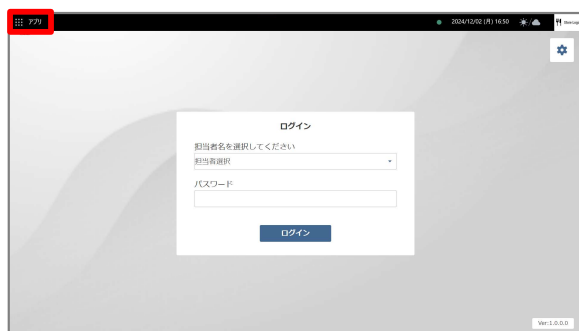 アプリ
2024/12/02 (月) 16:50
ログイン
担当者名を選択してください
担当者選択
パスワード
ログイン
Ver:1.0.0.0